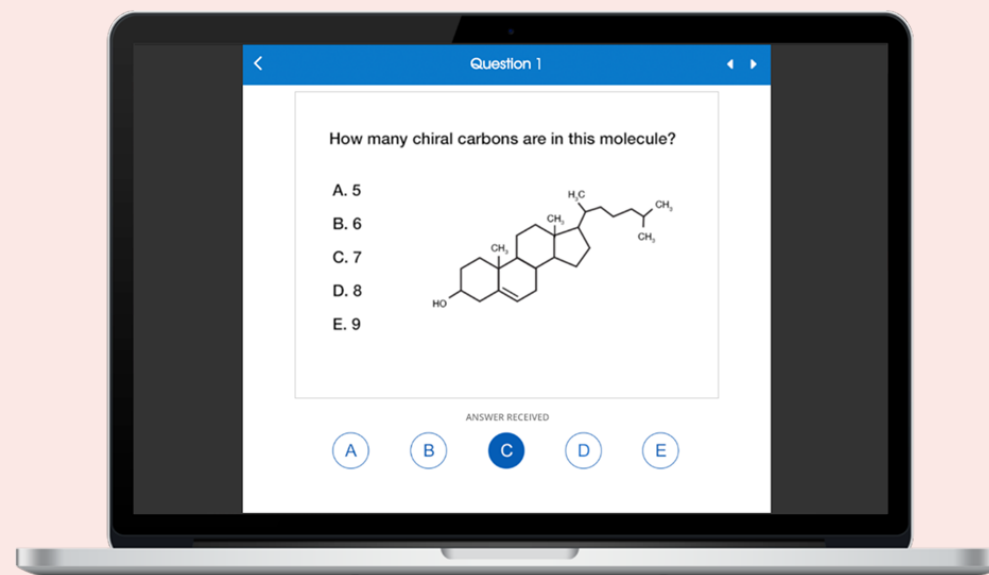 Question 1
How many chiral carbons are in this molecule?
A. 5
B. 6
C. 7
D. 8
E. 9
H₃C
CH₃
CH₃
CH₃
CH₃
HO
ANSWER RECEIVED
A B C D E